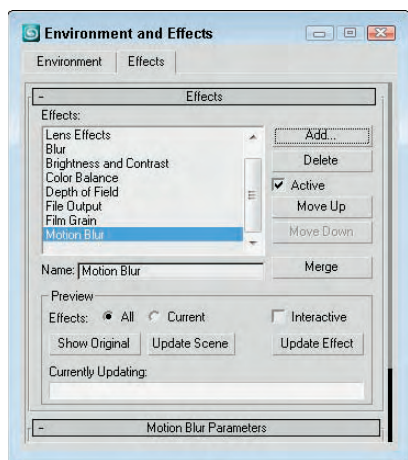 Environment and Effects
Environment Effects
- Effects
Effects:
Lens Effects
Blur
Brightness and Contrast
Color Balance
Depth of Field
File Output
Film Grain
Motion Blur
Add...
Delete
Active
Move Up
Move Down
Name: Motion Blur
Merge
Preview
Effects: All Current Interactive
Show Original Update Scene Update Effect
Currently Updating:
- Motion Blur Parameters